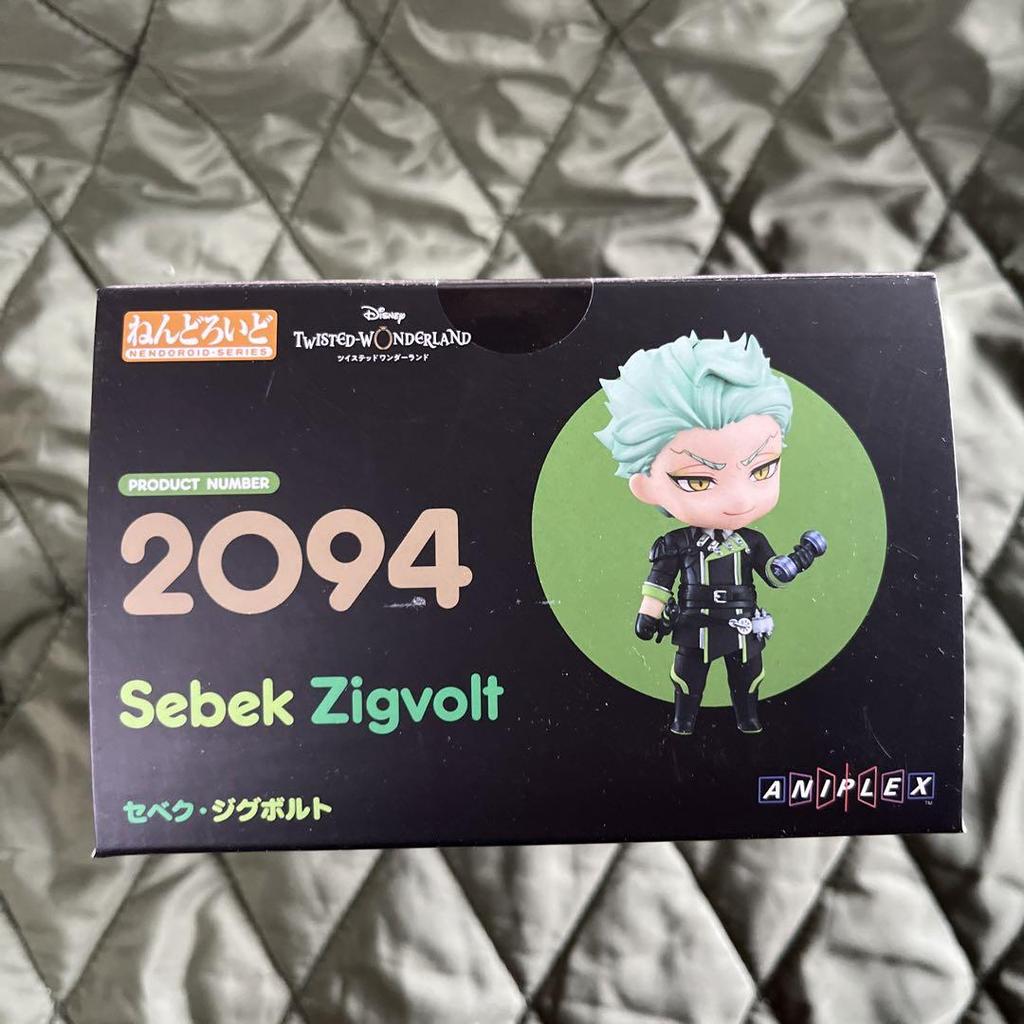 ねんどろいど
NENDOROID·SERIES
Disney
TWISTED-WONDERLAND
ツイステッドワンダーランド
PRODUCT NUMBER
2094
Sebek Zigvolt
セベク・ジグボルト
ANIPLEX
TM